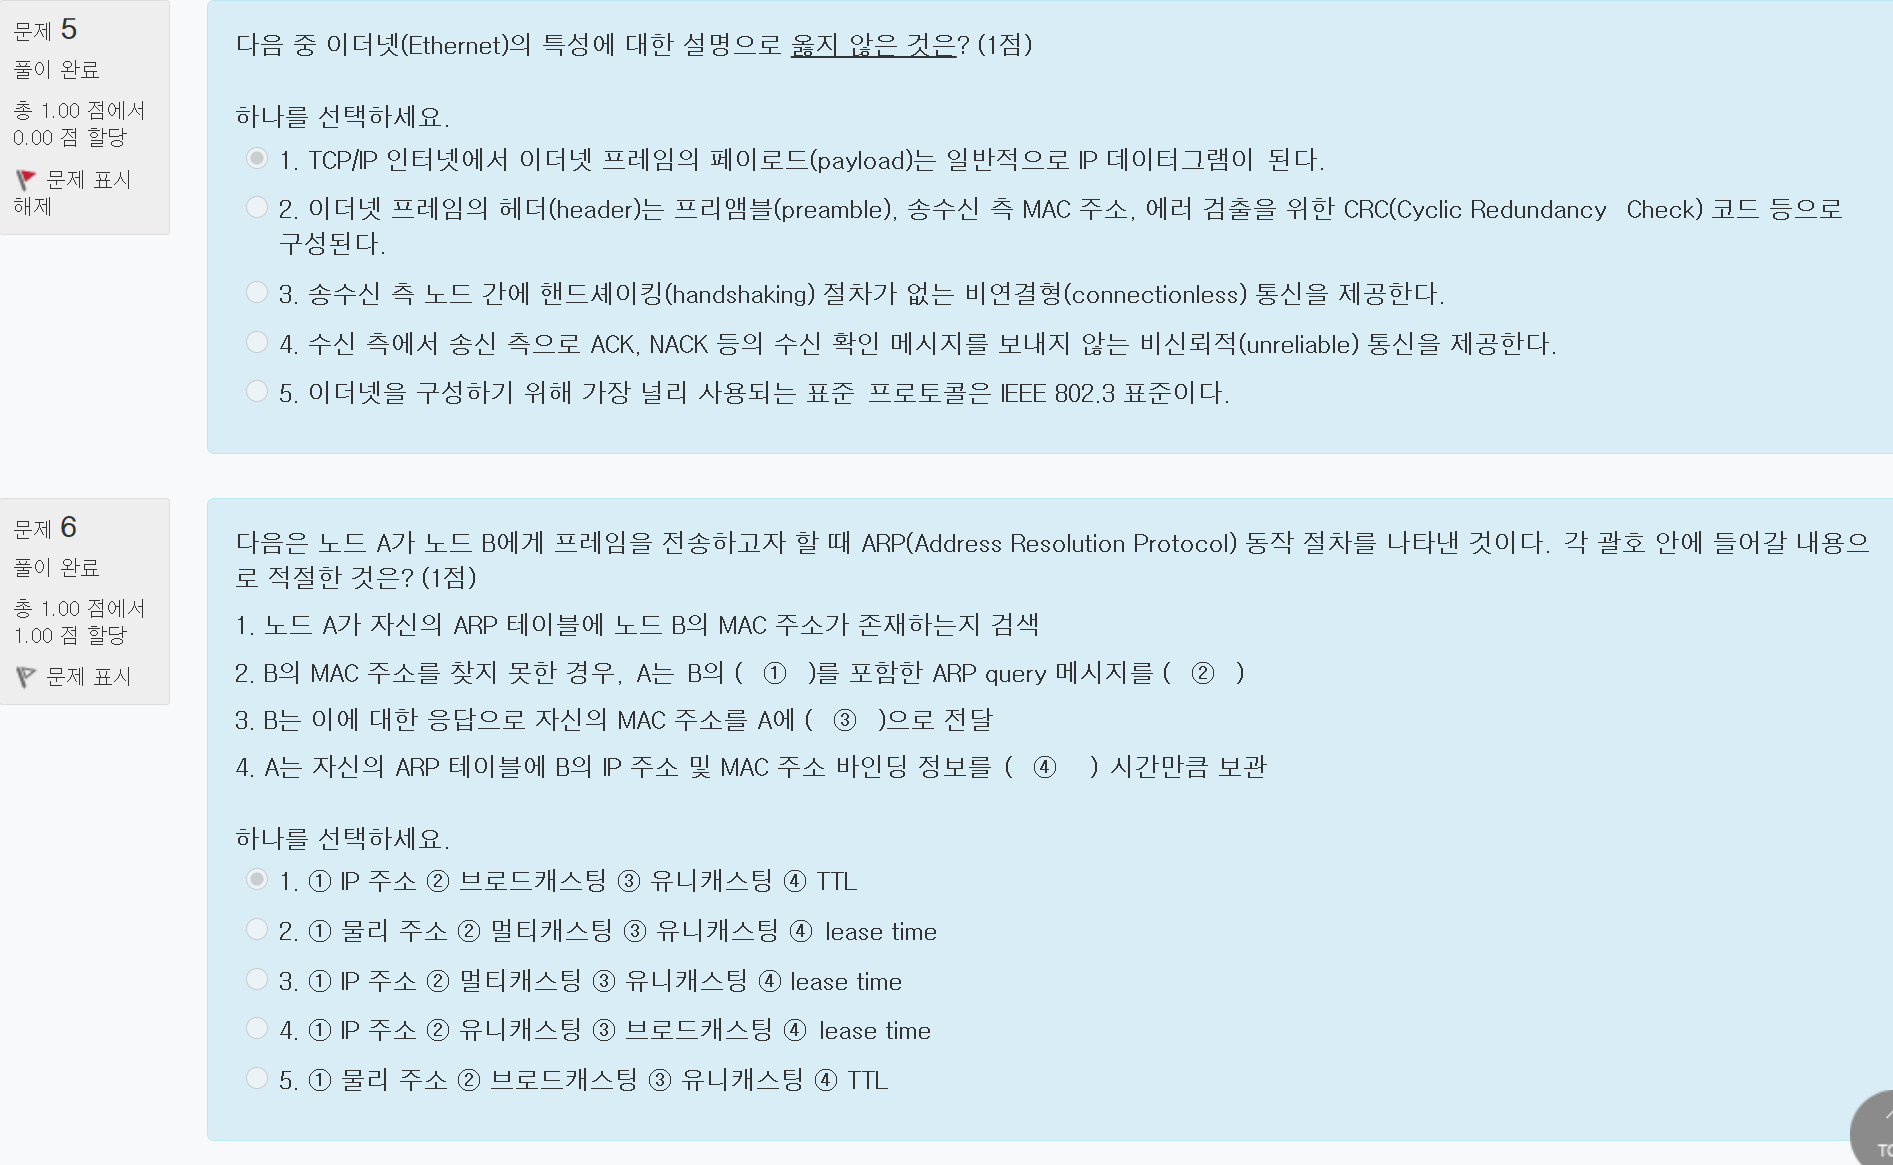 문제 5
풀이 완료
총 1.00 점에서
0.00 점 할당
문제 표시
해제
다음 중 이더넷(Ethernet)의 특성에 대한 설명으로 옳지 않은 것은? (1점)
하나를 선택하세요.
1. TCP/IP 인터넷에서 이더넷 프레임의 페이로드(payload)는 일반적으로 IP 데이터그램이 된다.
2. 이더넷 프레임의 헤더(header)는 프리앰블(preamble), 송수신 측 MAC 주소, 에러 검출을 위한 CRC(Cyclic Redundancy Check) 코드 등으로
구성된다.
3. 송수신 측 노드 간에 핸드셰이킹(handshaking) 절차가 없는 비연결형(connectionless) 통신을 제공한다.
4. 수신 측에서 송신 측으로 ACK, NACK 등의 수신 확인 메시지를 보내지 않는 비신뢰적(unreliable) 통신을 제공한다.
5. 이더넷을 구성하기 위해 가장 널리 사용되는 표준 프로토콜은 IEEE 802.3 표준이다.
문제 6
풀이 완료
총 1.00 점에서
1.00 점 할당
문제 표시
다음은 노드 A가 노드 B에게 프레임을 전송하고자 할 때 ARP(Address Resolution Protocol) 동작 절차를 나타낸 것이다. 각 괄호 안에 들어갈 내용으
로 적절한 것은? (1점)
1. 노드 A가 자신의 ARP 테이블에 노드 B의 MAC 주소가 존재하는지 검색
2. B의 MAC 주소를 찾지 못한 경우, A는 B의 ( ① )를 포함한 ARP query 메시지를 ( ② )
3. B는 이에 대한 응답으로 자신의 MAC 주소를 A에 ( ③ )으로 전달
4. A는 자신의 ARP 테이블에 B의 IP 주소 및 MAC 주소 바인딩 정보를 ( ④ ) 시간만큼 보관
하나를 선택하세요.
1. ① IP 주소 ② 브로드캐스팅 ③ 유니캐스팅 ④ TTL
2. ① 물리 주소 ② 멀티캐스팅 ③ 유니캐스팅 ④ lease time
3. ① IP 주소 ② 멀티캐스팅 ③ 유니캐스팅 ④ lease time
4. ① IP 주소 ② 유니캐스팅 ③ 브로드캐스팅 ④ lease time
5. ① 물리 주소 ② 브로드캐스팅 ③ 유니캐스팅 ④ TTL